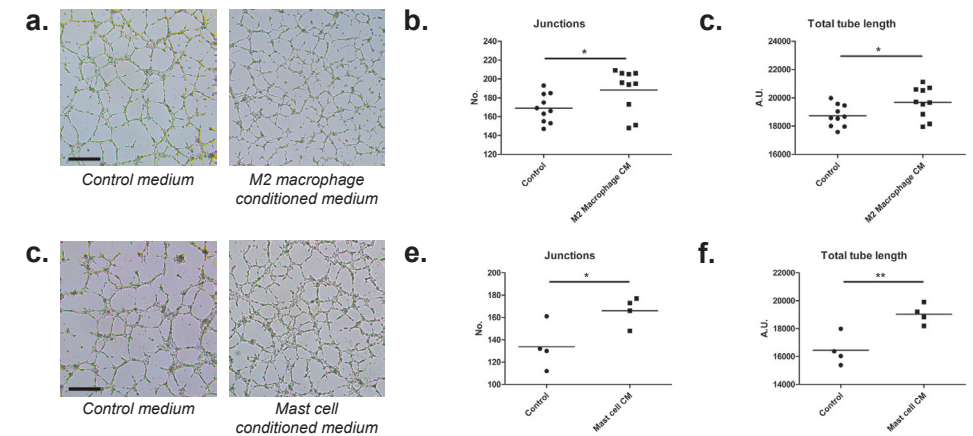 a.
Control medium
M2 macrophage
conditioned medium
b.
Junctions
*
No.
240
220
200
180
160
140
120
Control
M2 Macrophage CM
c.
Total tube length
*
A.U.
24000
22000
20000
18000
16000
Control
M2 Macrophage CM
c.
Control medium
Mast cell
conditioned medium
e.
Junctions
*
No.
200
180
160
140
120
100
Control
Mast cell CM
f.
Total tube length
**
A.U.
22000
20000
18000
16000
14000
Control
Mast cell CM